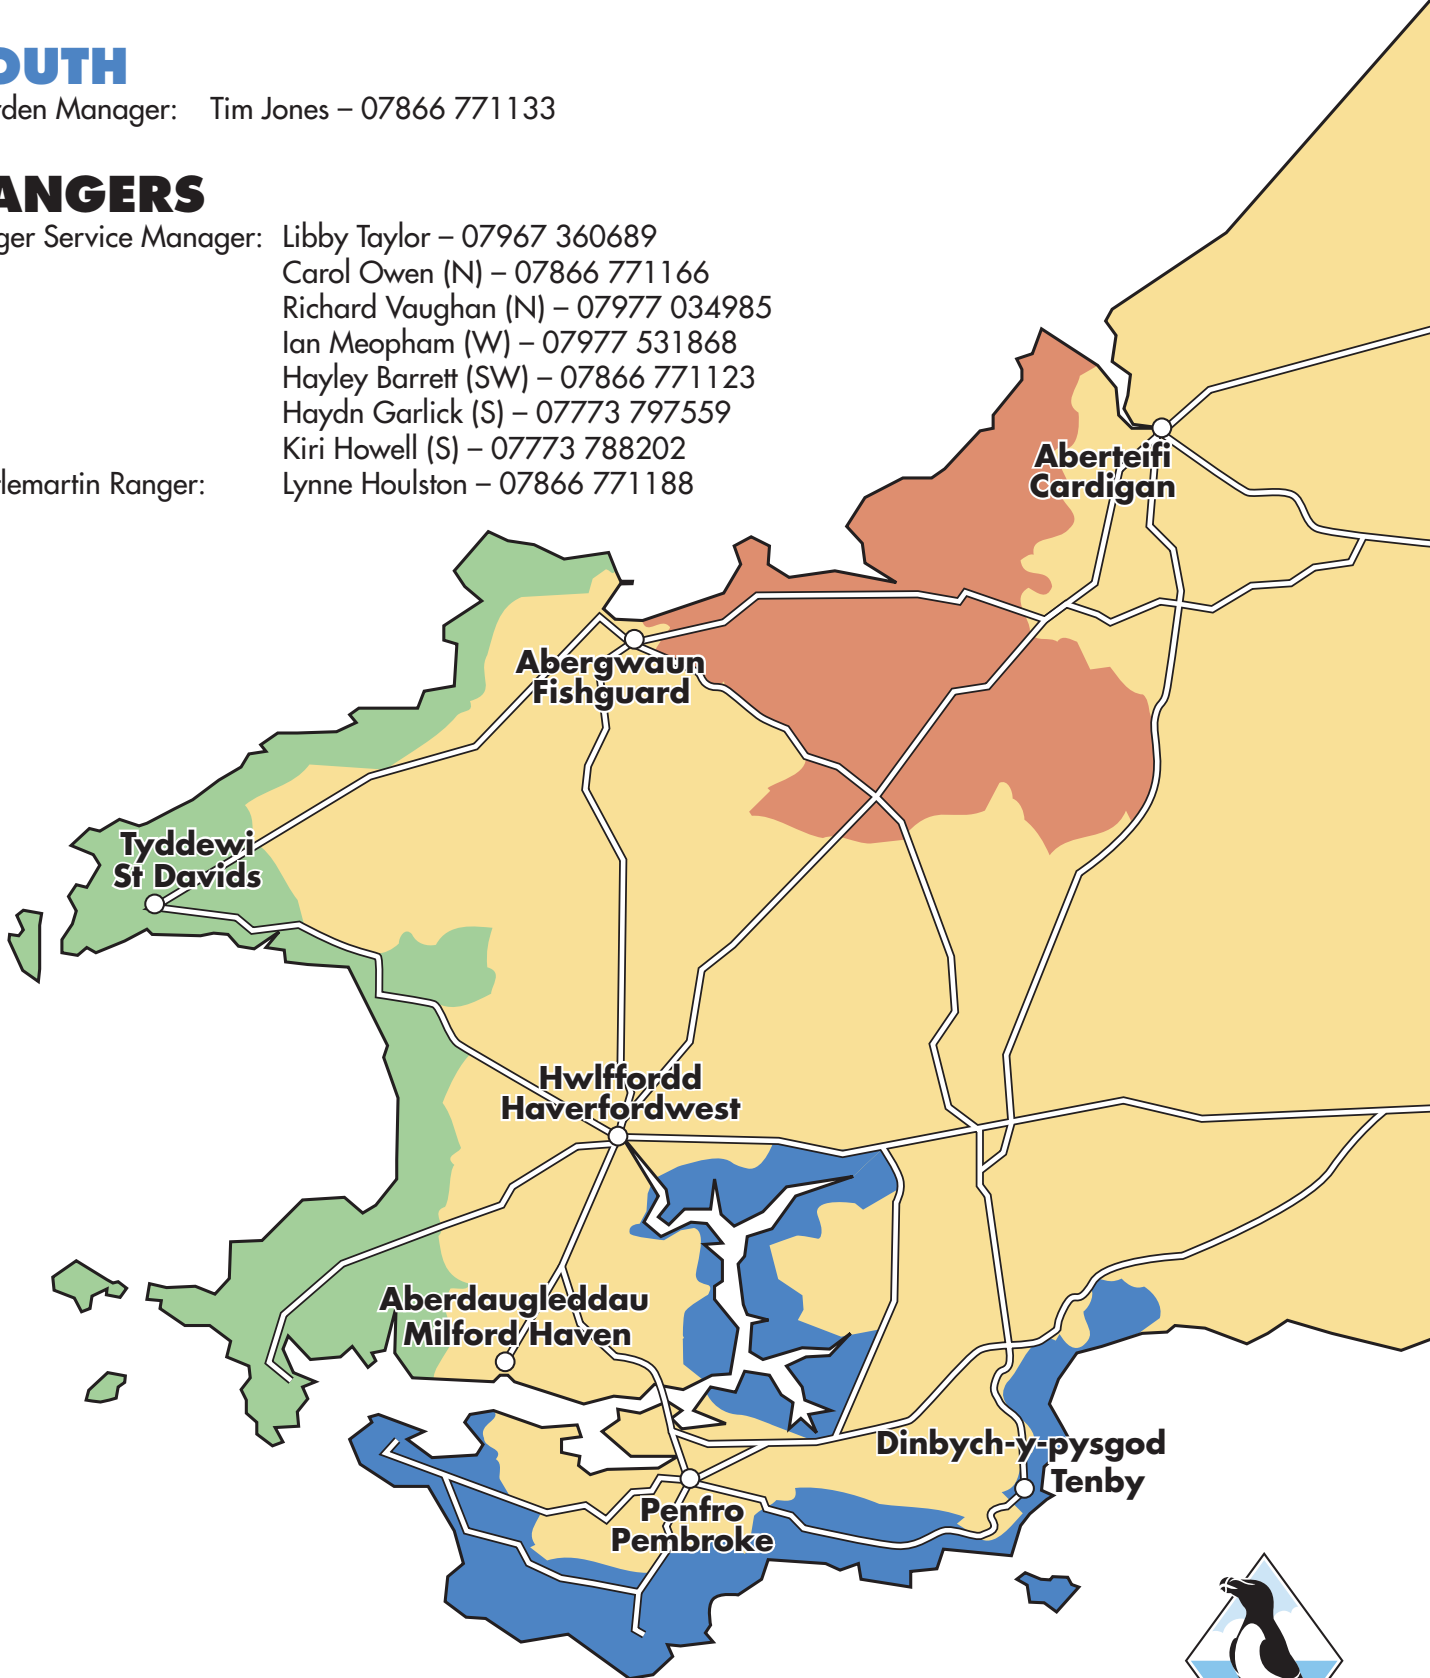 OUTH
rden Manager: Tim Jones – 07866 771133
ANGERS
ger Service Manager: Libby Taylor – 07967 360689
Carol Owen (N) – 07866 771166
Richard Vaughan (N) – 07977 034985
Ian Meopham (W) – 07977 531868
Hayley Barrett (SW) – 07866 771123
Haydn Garlick (S) – 07773 797559
Kiri Howell (S) – 07773 788202
tlemartin Ranger: Lynne Houlston – 07866 771188
Aberteifi
Cardigan
Abergwaun
Fishguard
Tyddewi
St Davids
Hwlffordd
Haverfordwest
Aberdaugleddau
Milford Haven
Dinbych-y-pysgod
Tenby
Penfro
Pembroke